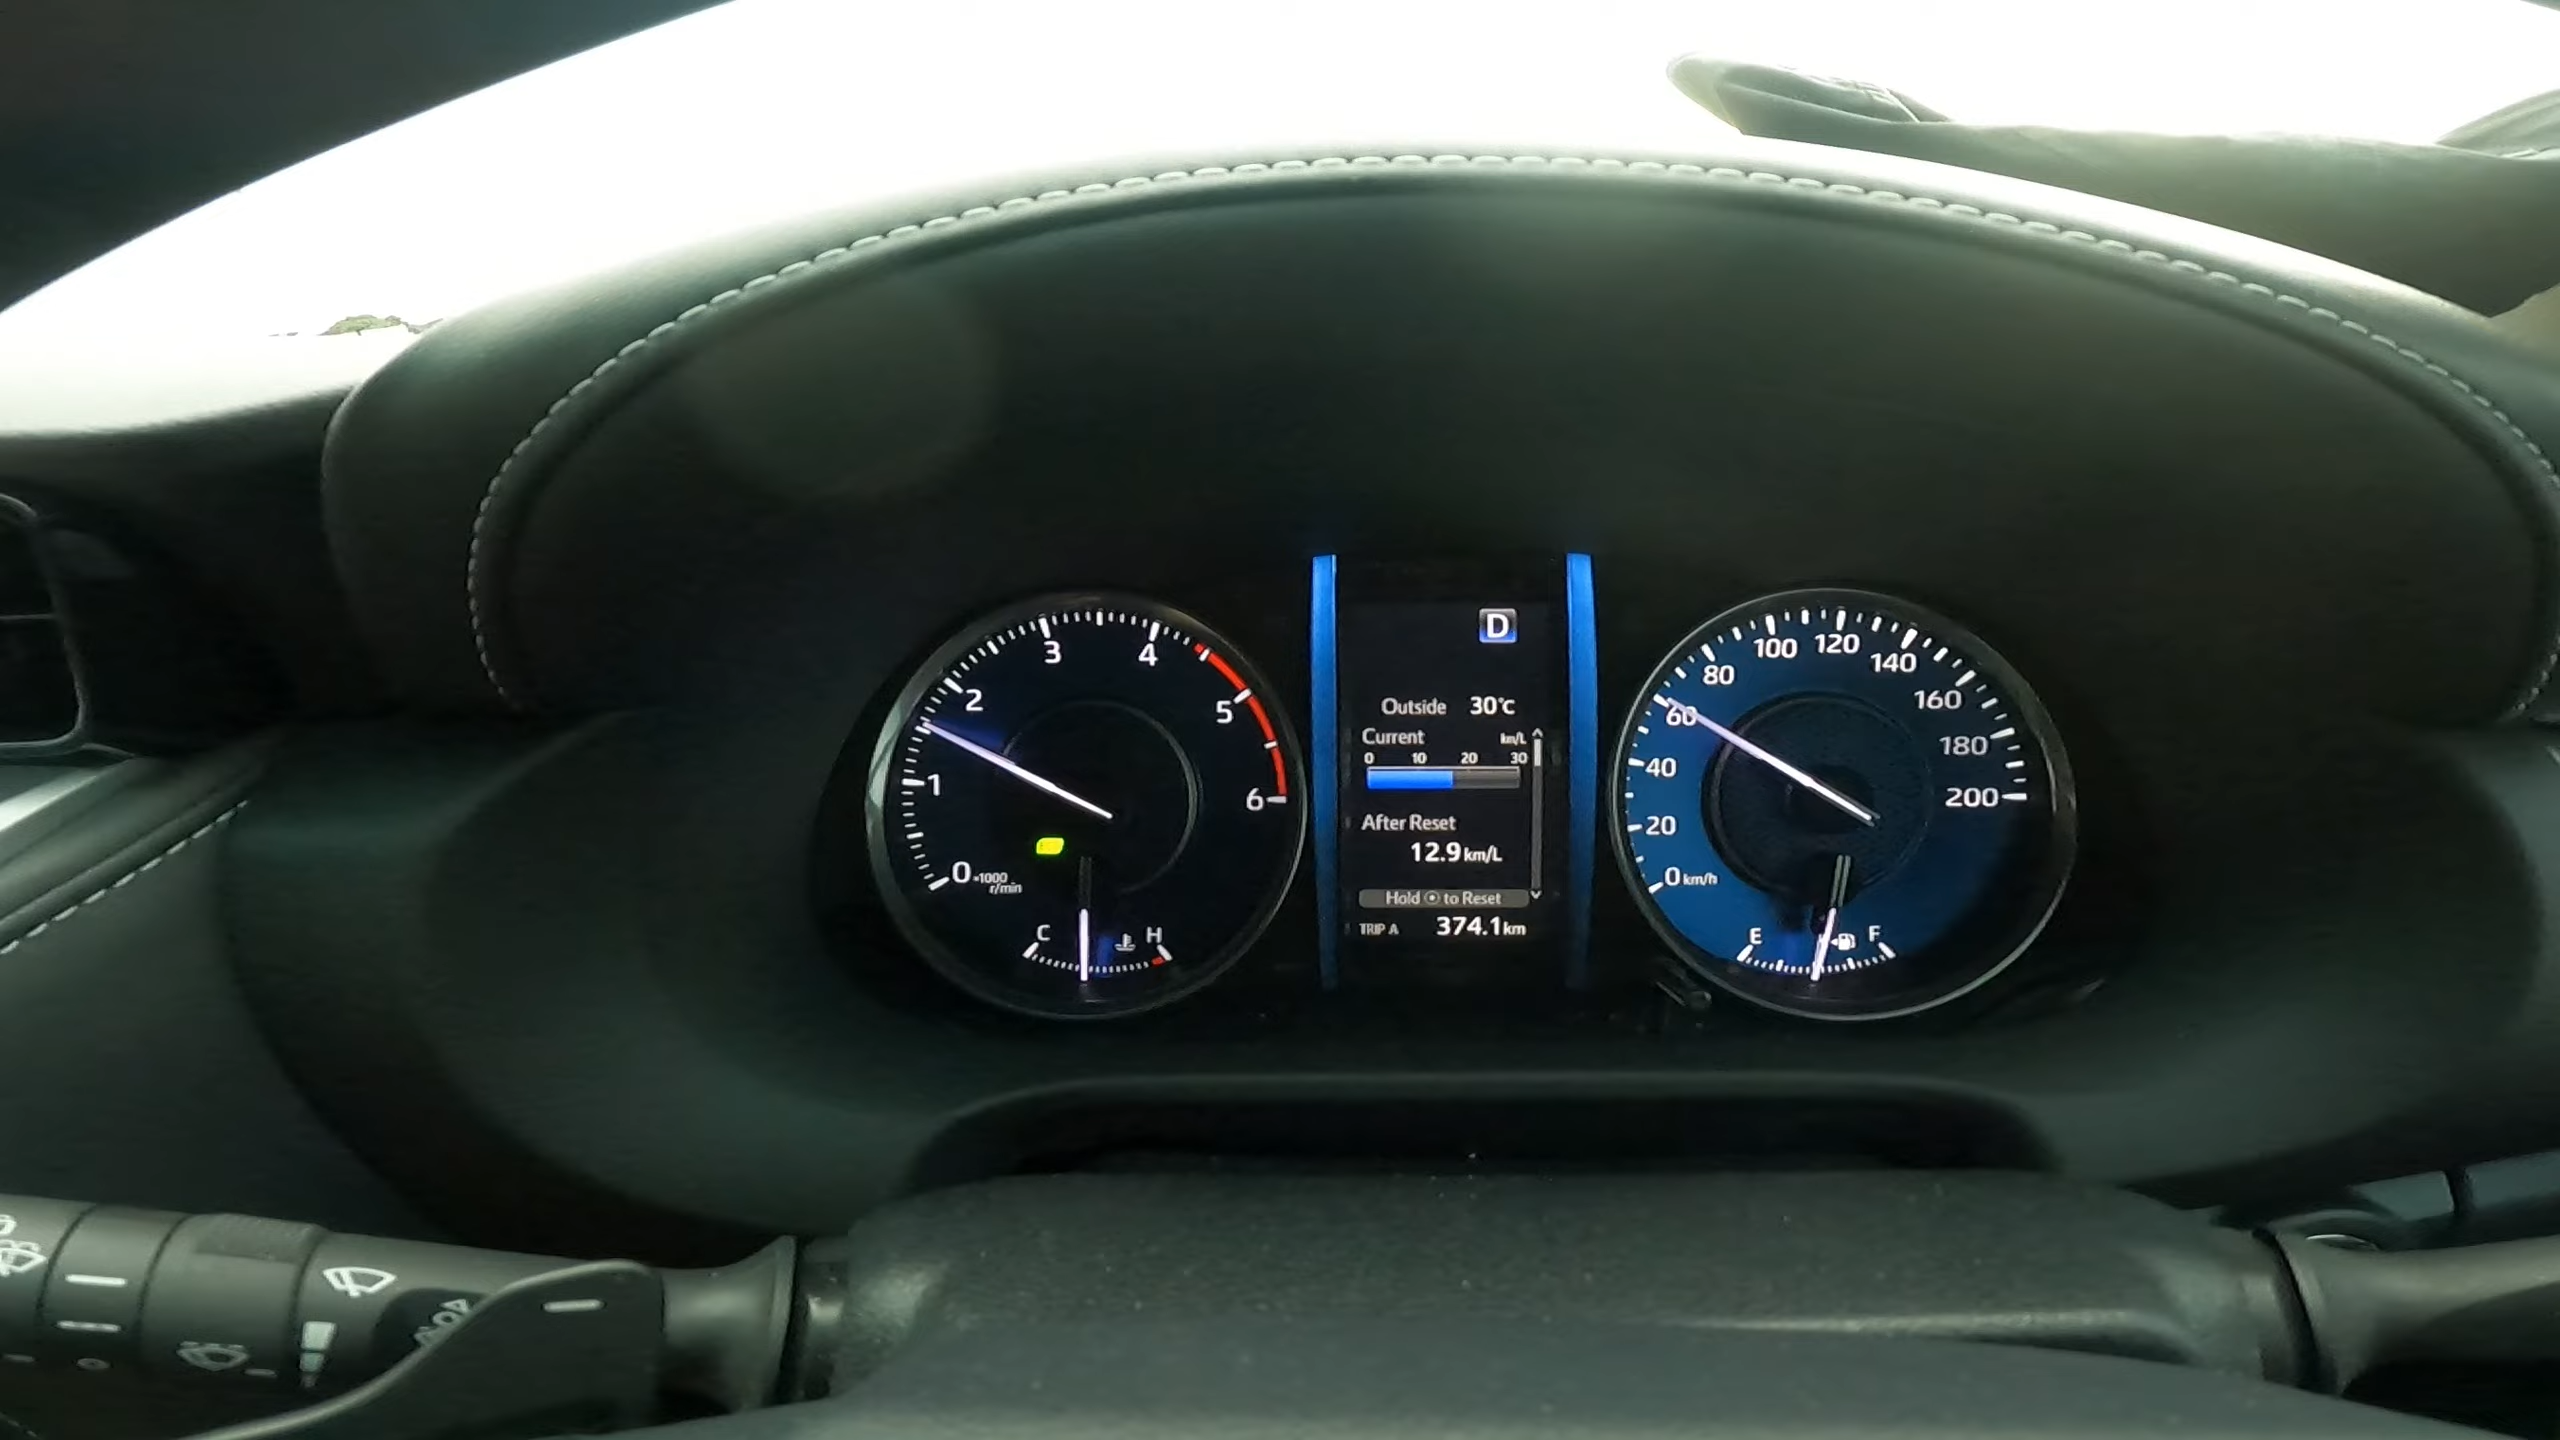 0
1
2
3
4
5
6
×1000
r/min
C
H
D
Outside 30°C
Current km/L
0 10 20 30
After Reset
12.9 km/L
Hold ⊙ to Reset
TRIP A 374.1 km
0 km/h
20
40
60
80
100
120
140
160
180
200
E
F